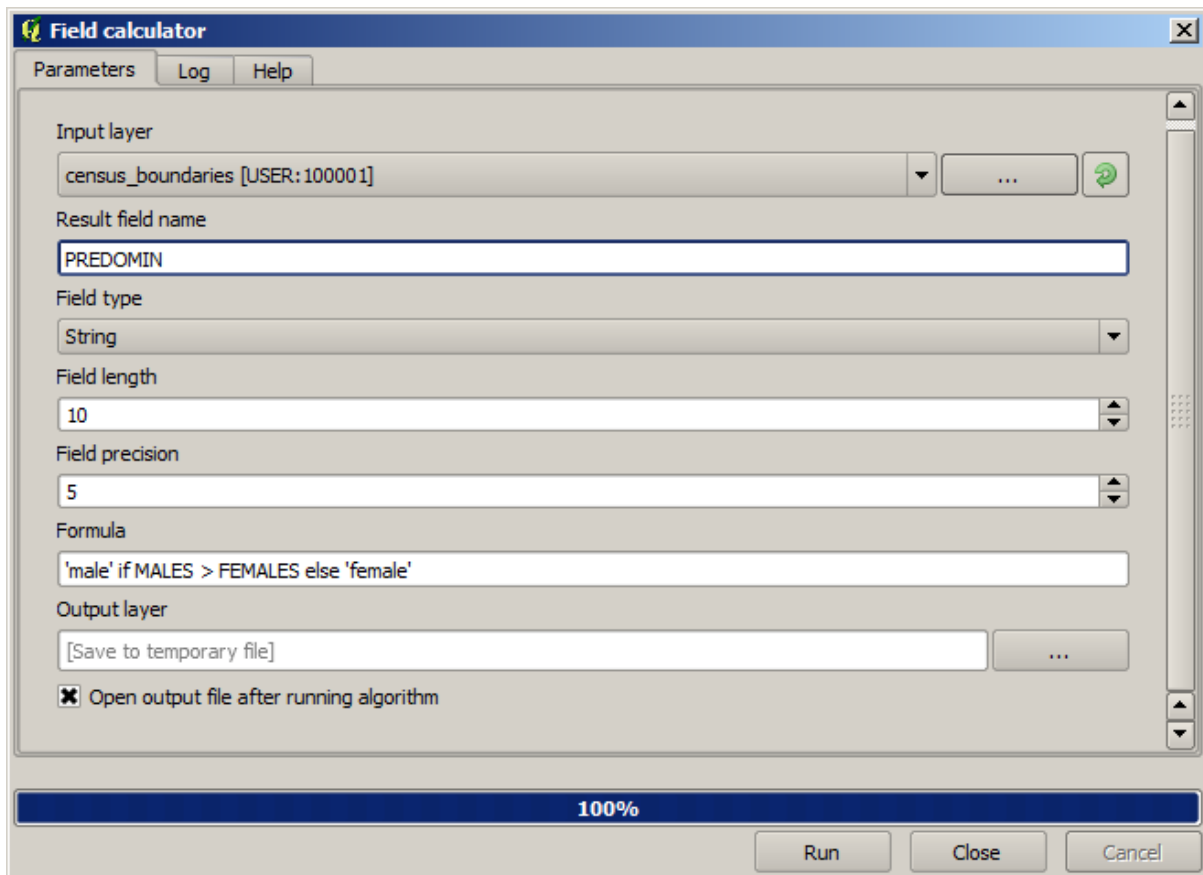 Field calculator
Parameters Log Help
Input layer
census_boundaries [USER:100001] ...
Result field name
PREDOMIN
Field type
String
Field length
10
Field precision
5
Formula
'male' if MALES > FEMALES else 'female'
Output layer
[Save to temporary file] ...
Open output file after running algorithm
100%
Run Close Cancel